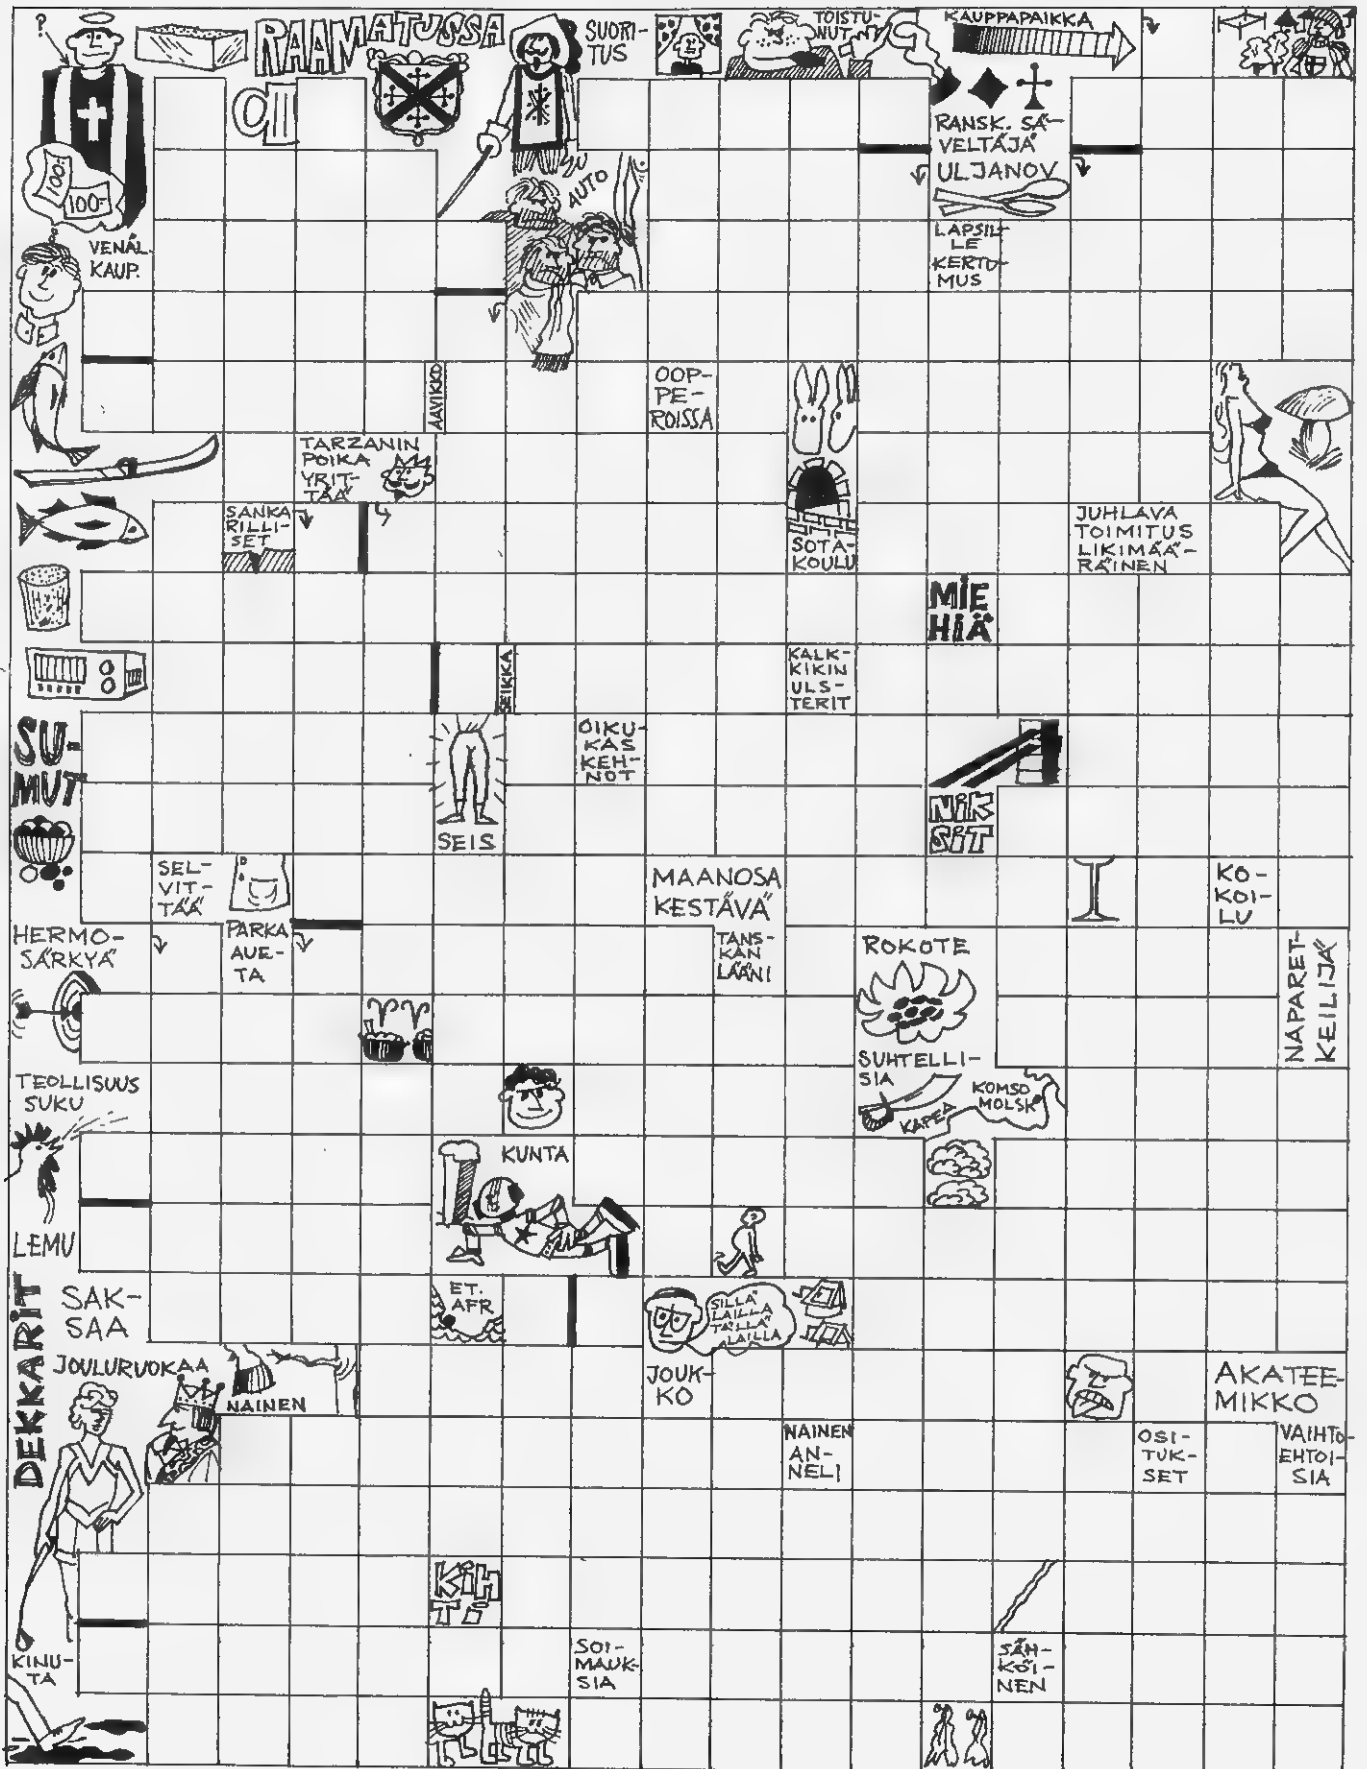 ?
RAAMATUSSA
SUORI-
TUS
TOISTU-
NUT
KAUPPAPAIKKA
RANSK. SÄ-
VELTÄJÄ
ULJANOV
100:-
100:-
AUTO
VENÄL.
KAUP.
LAPSIL-
LE
KERTO-
MUS
AAVIKKO
OOP-
PE-
ROISSA
TARZANIN
POIKA
YRIT-
TÄÄ
SANKA
RILLI-
SET
SOTA-
KOULU
JUHLAVA
TOIMITUS
LIKIMÄÄ-
RÄINEN
MIE
HIÄ
SEIKKA
KALK-
KIKIN
ULS-
TERIT
SU-
MUT
SEIS
OIKU-
KAS
KEH-
NOT
NIK
SIT
SEL-
VIT-
TÄÄ
MAANOSA
KESTÄVÄ
KO-
KOI-
LU
HERMO-
SÄRKYÄ
PARKA
AUE-
TA
TANS-
KAN
LÄÄNI
ROKOTE
NAPARET-
KEILIJÄ
TEOLLISUUS
SUKU
SUHTELLI-
SIA
KAPEA
KOMSO
MOLSK
KUNTA
LEMU
SAK-
SAA
ET.
AFR
SILLÄ
LAILLA
TÄLLÄ
LAILLA
DEKKARIT
JOULURUOKAA
NAINEN
JOUK-
KO
AKATEE-
MIKKO
NAINEN
AN-
NELI
OSI-
TUK-
SET
VAIHTO-
EHTOI-
SIA
KIH
TI
KINU-
TA
SOI-
MAUK-
SIA
SÄH-
KÖI-
NEN